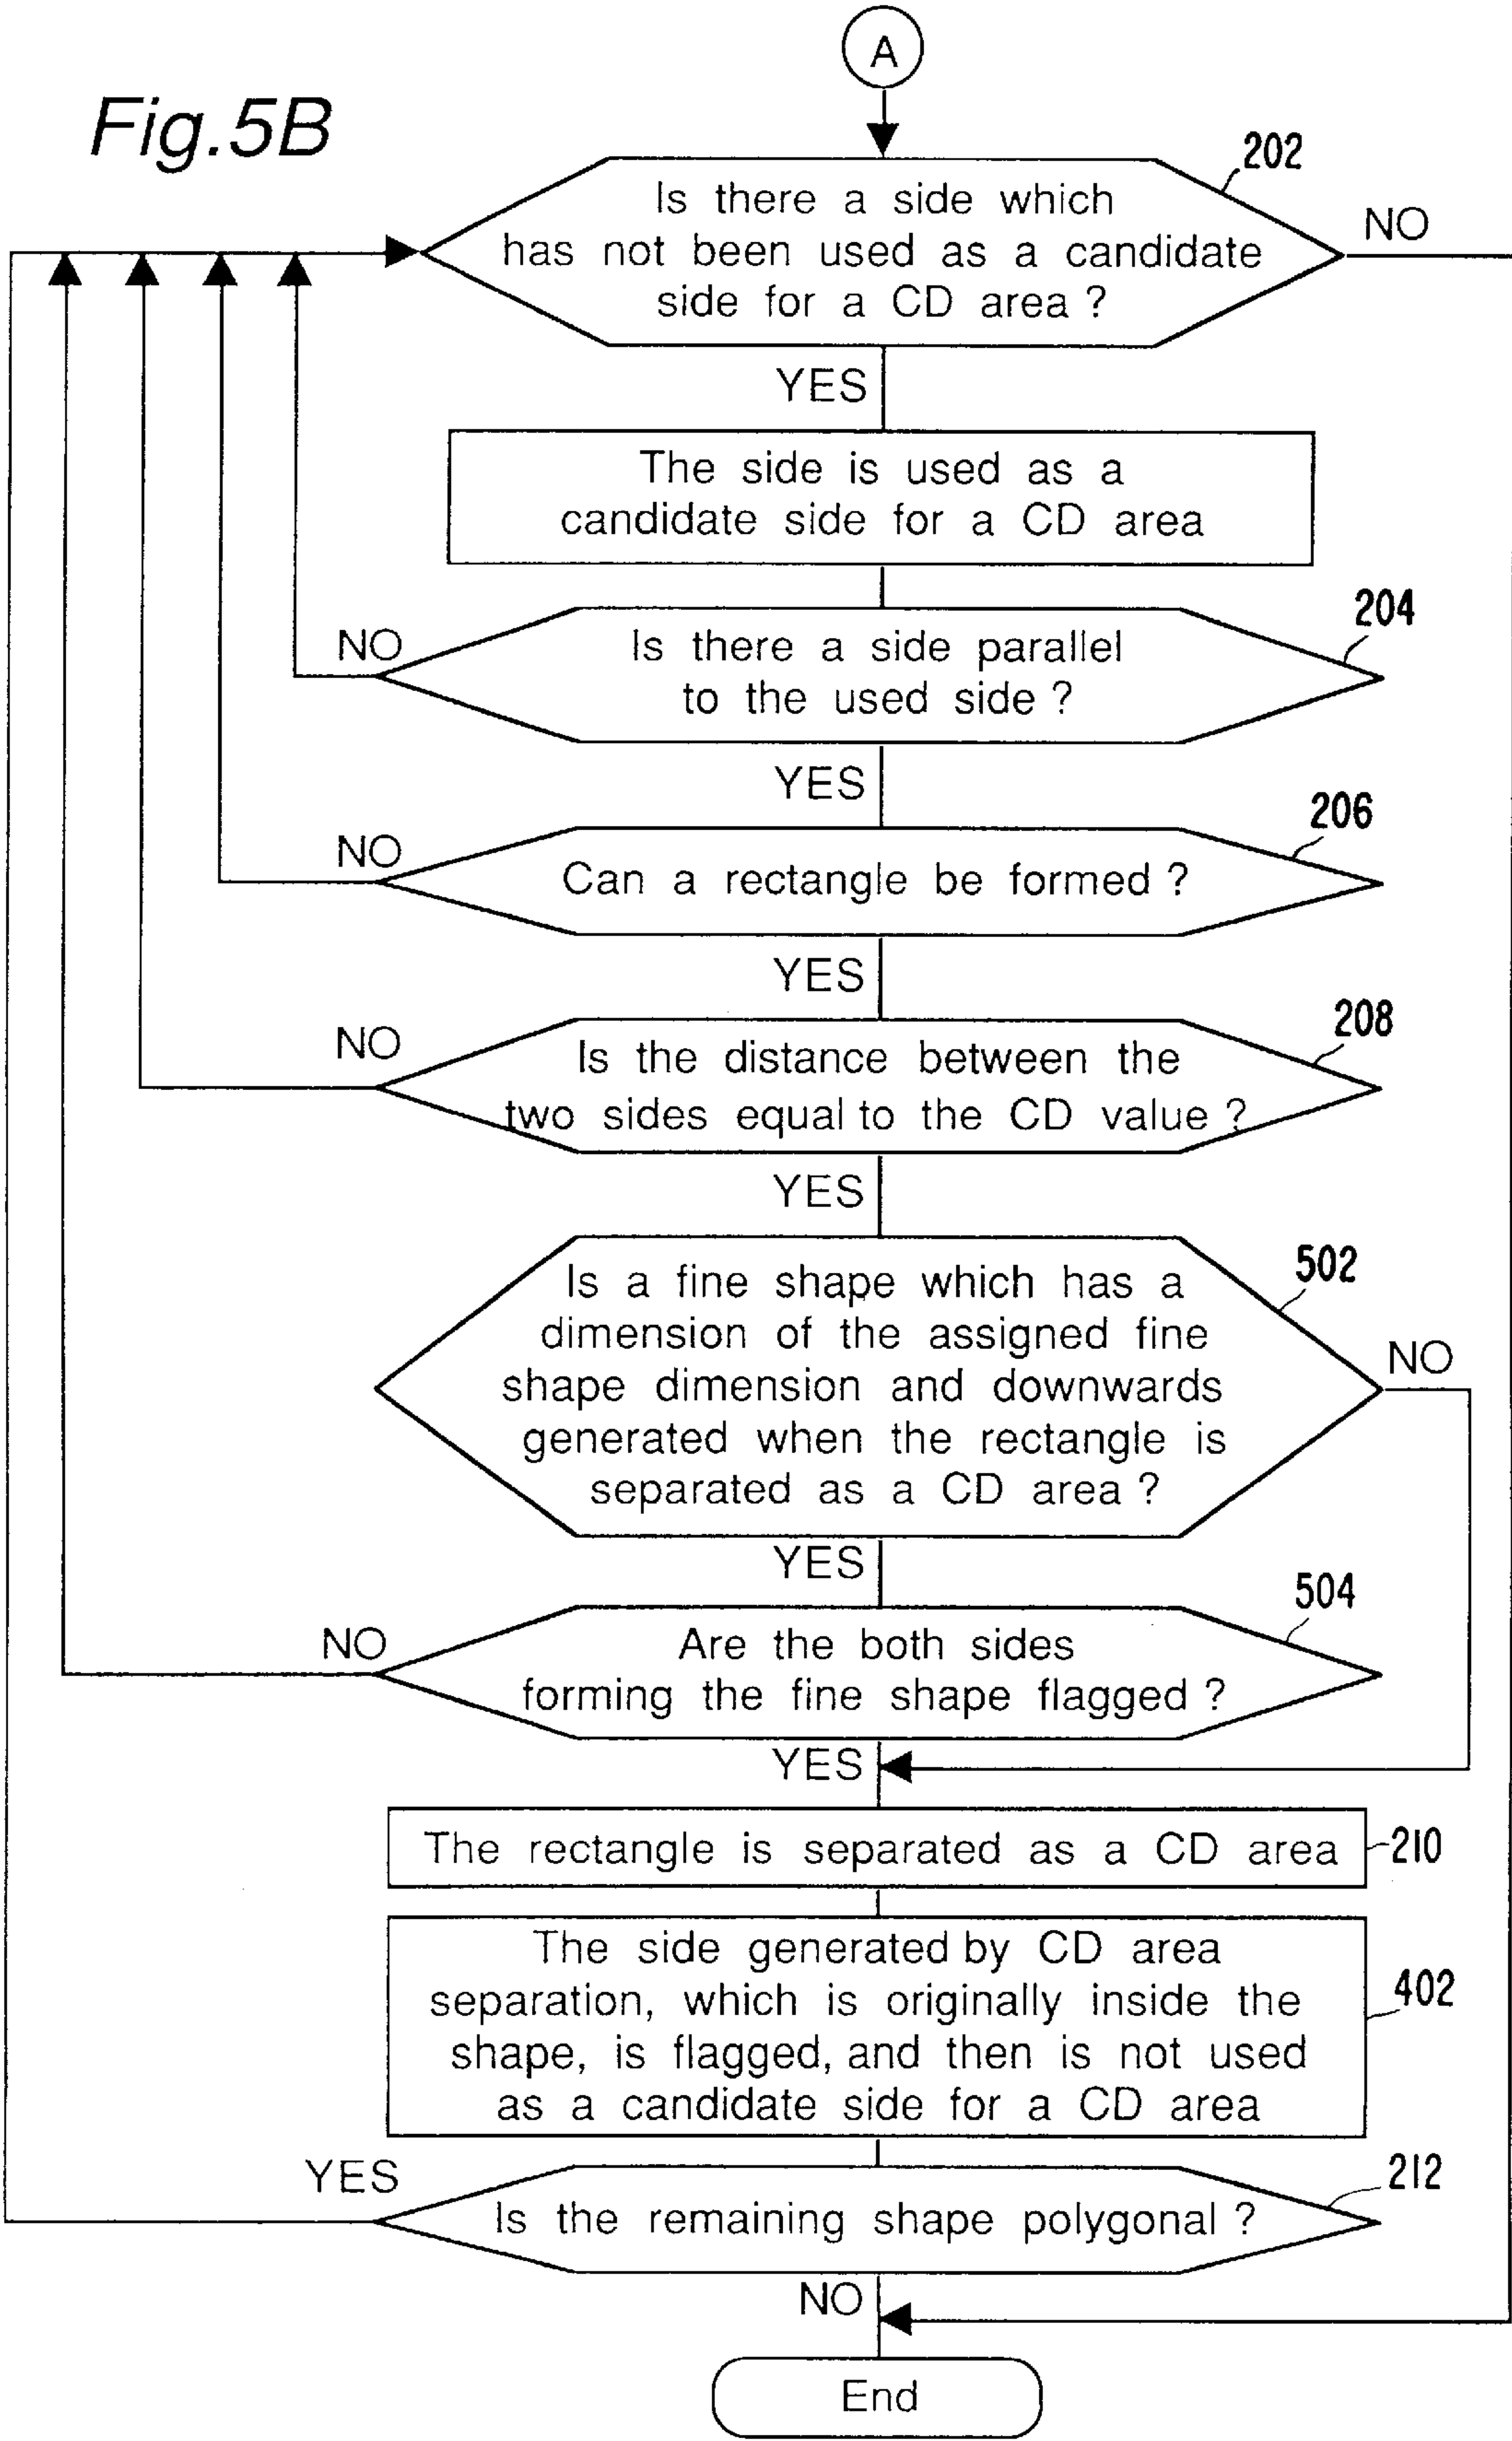 A
Fig.5B
202
Is there a side which
has not been used as a candidate
side for a CD area ?
NO
YES
The side is used as a
candidate side for a CD area
204
NO
Is there a side parallel
to the used side ?
YES
206
NO
Can a rectangle be formed ?
YES
208
NO
Is the distance between the
two sides equal to the CD value ?
YES
502
Is a fine shape which has a
dimension of the assigned fine
shape dimension and downwards
generated when the rectangle is
separated as a CD area ?
NO
YES
504
NO
Are the both sides
forming the fine shape flagged ?
YES
The rectangle is separated as a CD area
210
The side generated by CD area
separation, which is originally inside the
shape, is flagged, and then is not used
as a candidate side for a CD area
402
YES
212
Is the remaining shape polygonal ?
NO
End